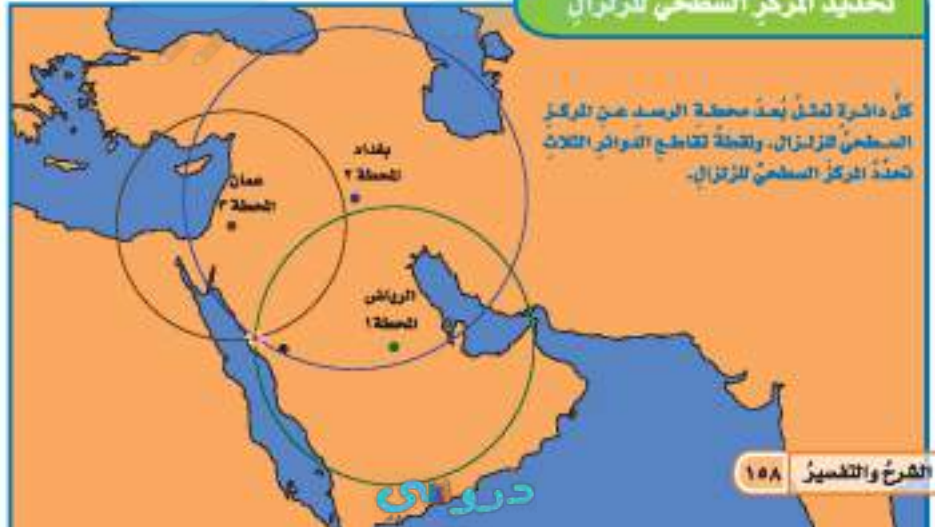 تحديد المركز السطحي للزلزال
كلُّ دائرة تمثلُ بُعدَ محطة الرصد عن المركز
السطحيِّ للزلزال، ونقطةُ تقاطعِ الدوائرِ الثلاثِ
تحدّدُ المركزَ السطحيَّ للزلزالِ.
بغداد
المحطة ٢
عمان
المحطة ٣
الرياض
المحطة ١
الشرحُ والتفسيرُ ١٥٨
دروسي